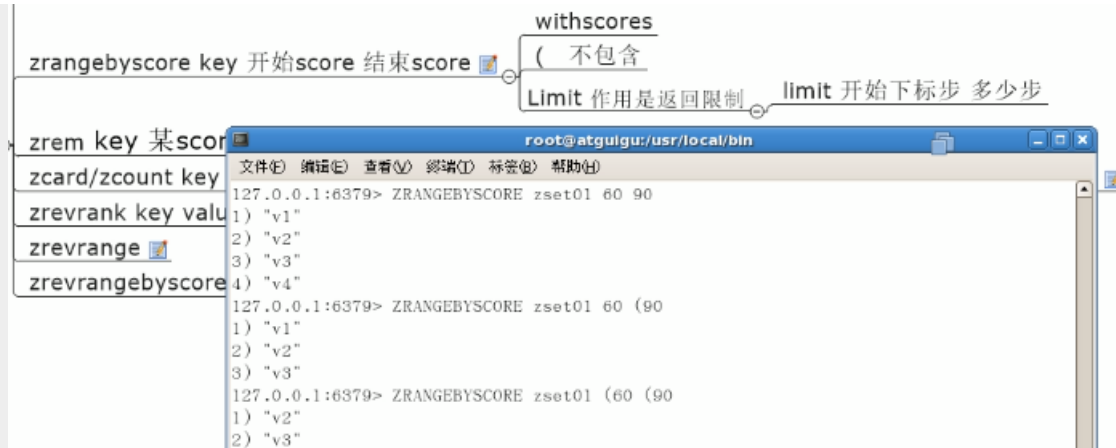 withscores
zrangebyscore key 开始score 结束score
( 不包含
Limit 作用是返回限制
limit 开始下标步 多少步
zrem key 某scor
zcard/zcount key
zrevrank key valu
zrevrange
zrevrangebyscore
root@atguigu:/usr/local/bin
文件(F) 编辑(E) 查看(V) 终端(T) 标签(B) 帮助(H)
127.0.0.1:6379> ZRANGEBYSCORE zset01 60 90
1) "v1"
2) "v2"
3) "v3"
4) "v4"
127.0.0.1:6379> ZRANGEBYSCORE zset01 60 (90
1) "v1"
2) "v2"
3) "v3"
127.0.0.1:6379> ZRANGEBYSCORE zset01 (60 (90
1) "v2"
2) "v3"